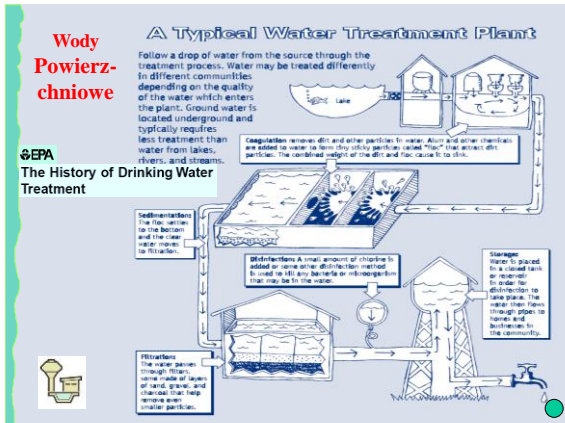 Wody
Powierz-
chniowe
EPA
The History of Drinking Water
Treatment
A Typical Water Treatment Plant
Follow a drop of water from the source through the
treatment process. Water may be treated differently
in different communities
depending on the quality
of the water which enters
the plant. Ground water is
located underground and
typically requires
less treatment than
water from lakes,
rivers, and streams.
Lake
Coagulation removes dirt and other particles in water. Alum and other chemicals
are added to water to form tiny sticky particles called "floc" that attract dirt
particles. The combined weight of the dirt and floc cause it to sink.
Sedimentation:
The floc settles
to the bottom
and the clear
water moves
to filtration.
Disinfection: A small amount of chlorine is
added or some other disinfection method
is used to kill any bacteria or microorganism
that may be in the water.
Storage:
Water is placed
in a closed tank
or reservoir
in order for
disinfection to
take place. The
water then flows
through pipes to
homes and
businesses in
the community.
Filtration:
The water passes
through filters,
some made of layers
of sand, gravel, and
charcoal that help
remove even
smaller particles.